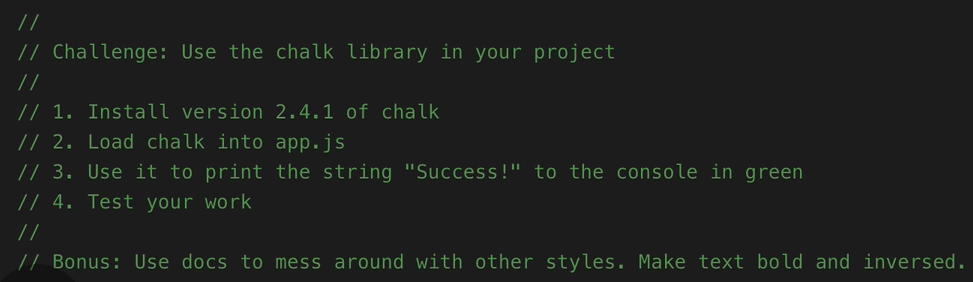 //
// Challenge: Use the chalk library in your project
//
// 1. Install version 2.4.1 of chalk
// 2. Load chalk into app.js
// 3. Use it to print the string "Success!" to the console in green
// 4. Test your work
//
// Bonus: Use docs to mess around with other styles. Make text bold and inversed.